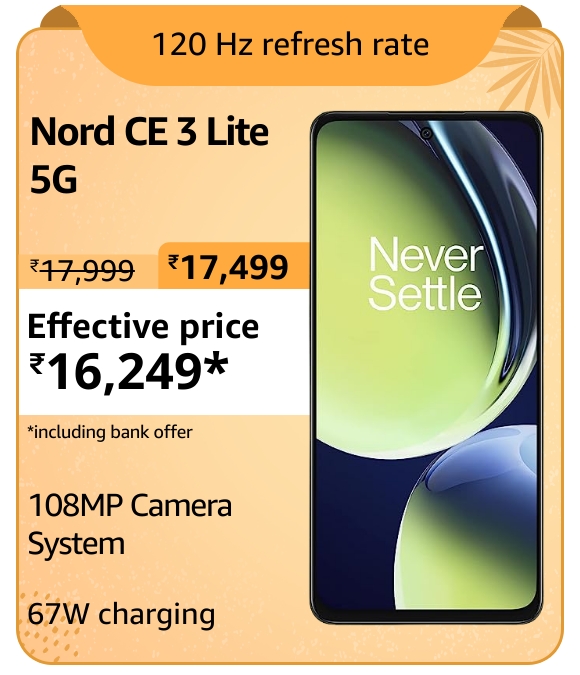 120 Hz refresh rate
Nord CE 3 Lite
5G
₹17,999 ₹17,499
Effective price
₹16,249*
*including bank offer
108MP Camera
System
67W charging
Never
Settle